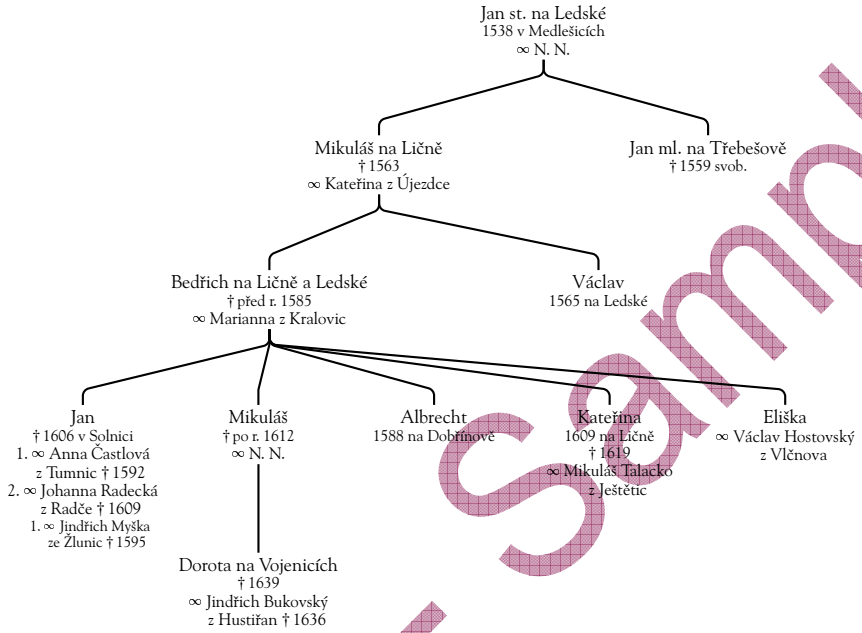 Jan st. na Ledské
1538 v Medlešicích
∞ N. N.
Mikuláš na Ličně
† 1563
∞ Kateřina z Újezdce
Jan ml. na Třebešově
† 1559 svob.
Bedřich na Ličně a Ledské
† před r. 1585
∞ Marianna z Kralovic
Václav
1565 na Ledské
Jan
† 1606 v Solnici
1. ∞ Anna Častlová
z Tumnic † 1592
2. ∞ Johanna Radecká
z Radče † 1609
1. ∞ Jindřich Myška
ze Žlunic † 1595
Mikuláš
† po r. 1612
∞ N. N.
Albrecht
1588 na Dobřínově
Kateřina
1609 na Ličně
† 1619
∞ Mikuláš Talacko
z Ještětic
Eliška
∞ Václav Hostovský
z Vlčnova
Dorota na Vojenicích
† 1639
∞ Jindřich Bukovský
z Hustiřan † 1636